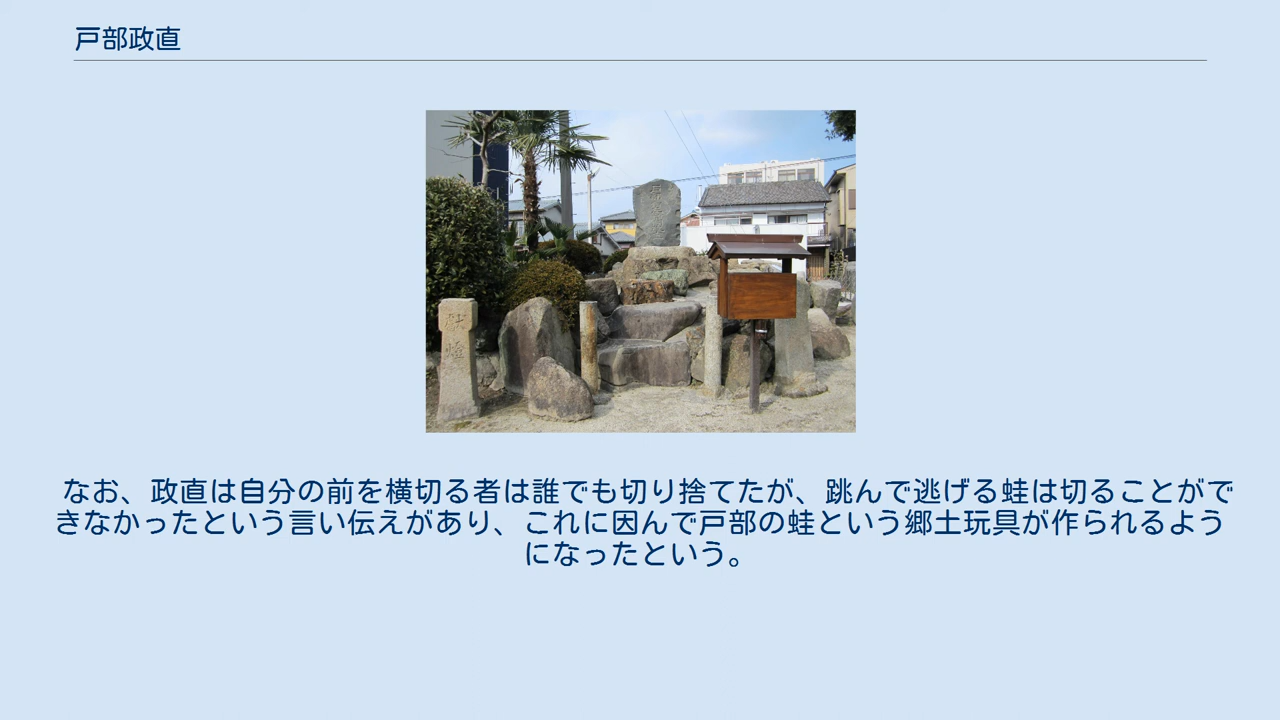 戸部政直
献燈
なお、政直は自分の前を横切る者は誰でも切り捨てたが、跳んで逃げる蛙は切ることがで
きなかったという言い伝えがあり、これに因んで戸部の蛙という郷土玩具が作られるよう
になったという。